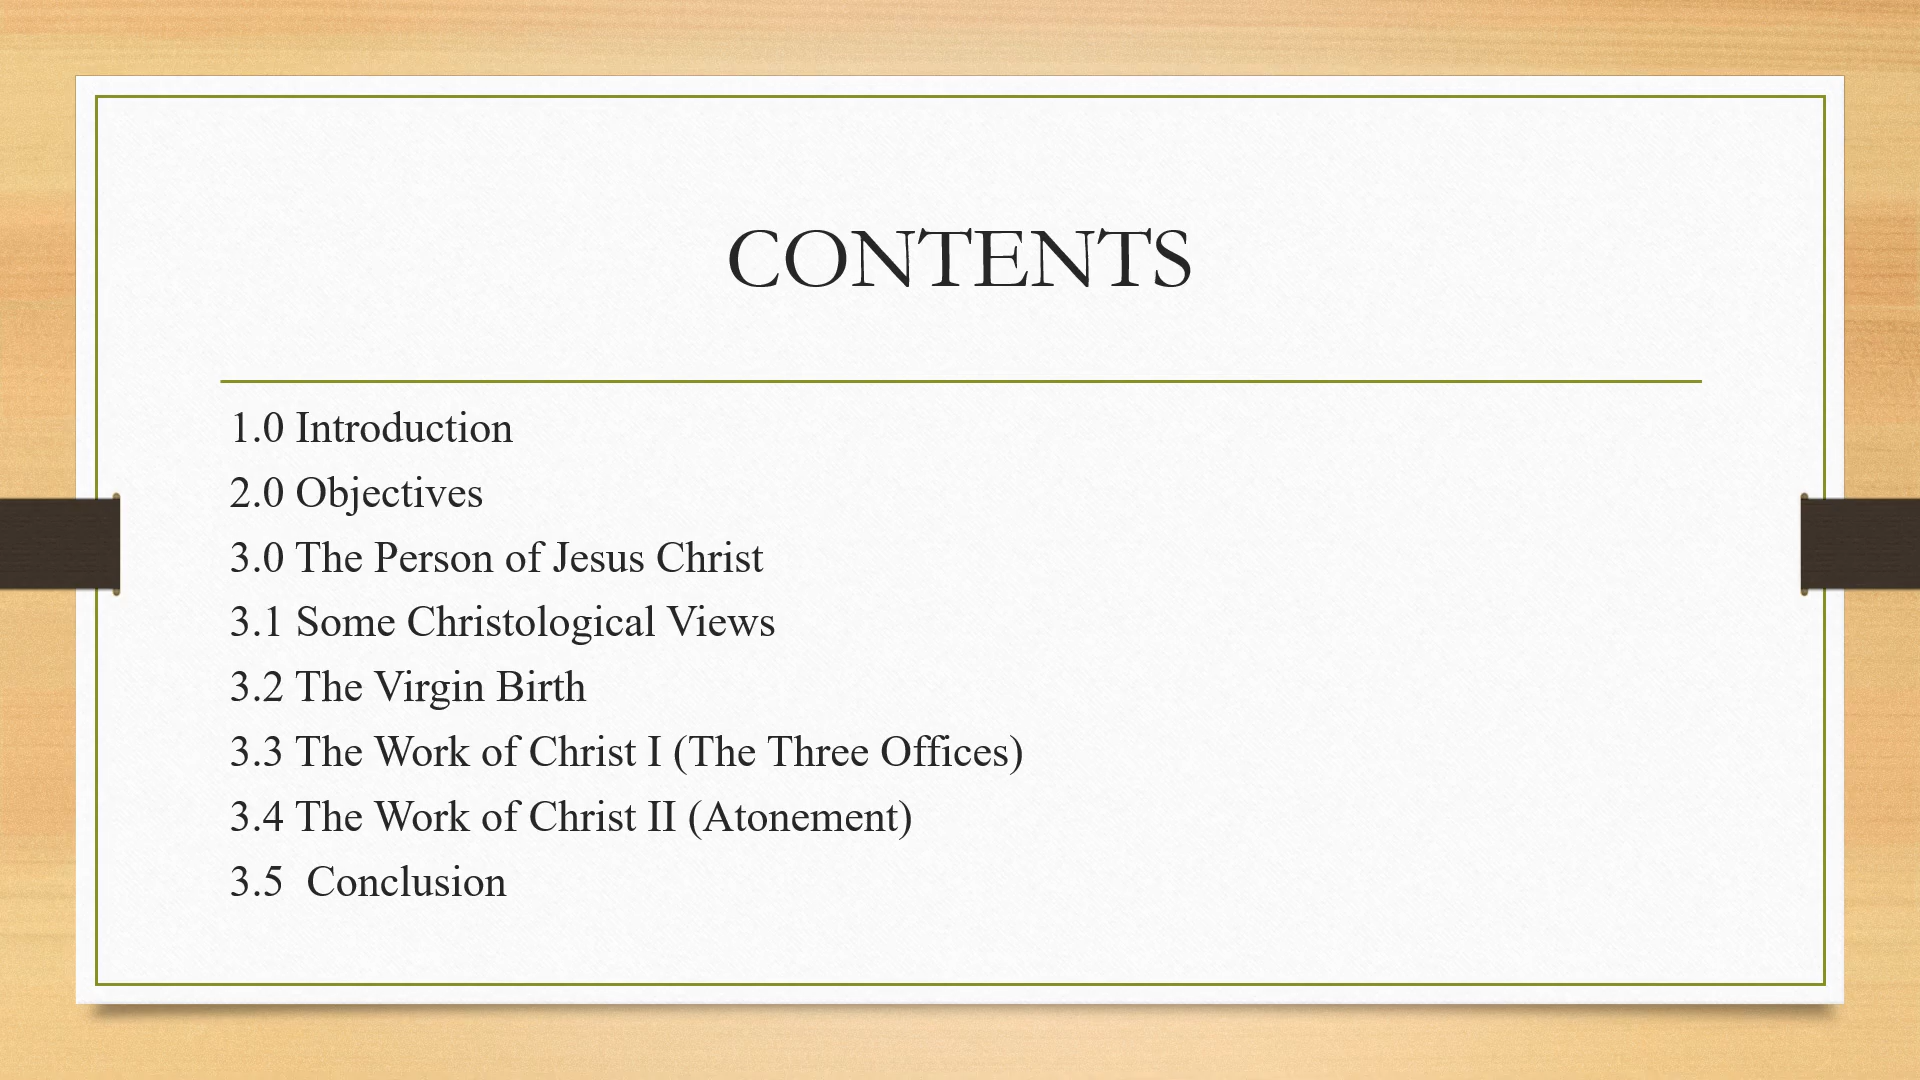 CONTENTS
1.0 Introduction
2.0 Objectives
3.0 The Person of Jesus Christ
3.1 Some Christological Views
3.2 The Virgin Birth
3.3 The Work of Christ I (The Three Offices)
3.4 The Work of Christ II (Atonement)
3.5  Conclusion